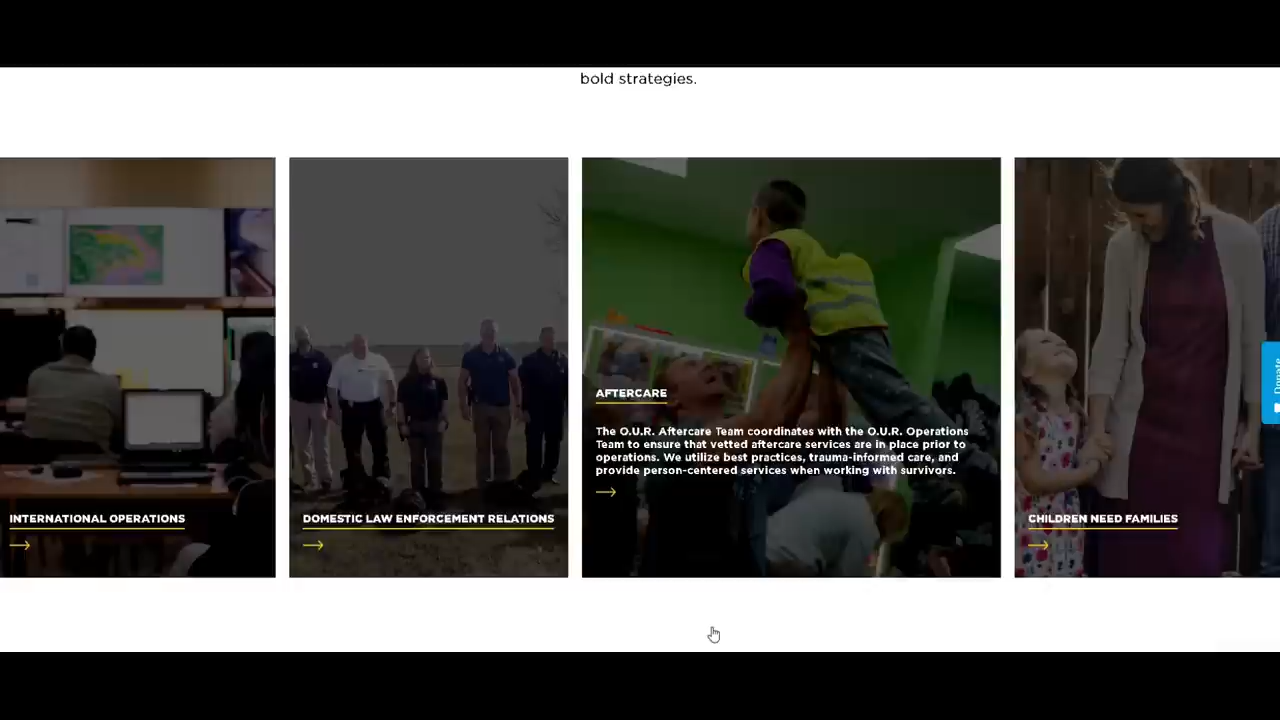 bold strategies.
INTERNATIONAL OPERATIONS
DOMESTIC LAW ENFORCEMENT RELATIONS
AFTERCARE
The O.U.R. Aftercare Team coordinates with the O.U.R. Operations
Team to ensure that vetted aftercare services are in place prior to
operations. We utilize best practices, trauma-informed care, and
provide person-centered services when working with survivors.
CHILDREN NEED FAMILIES
Donate